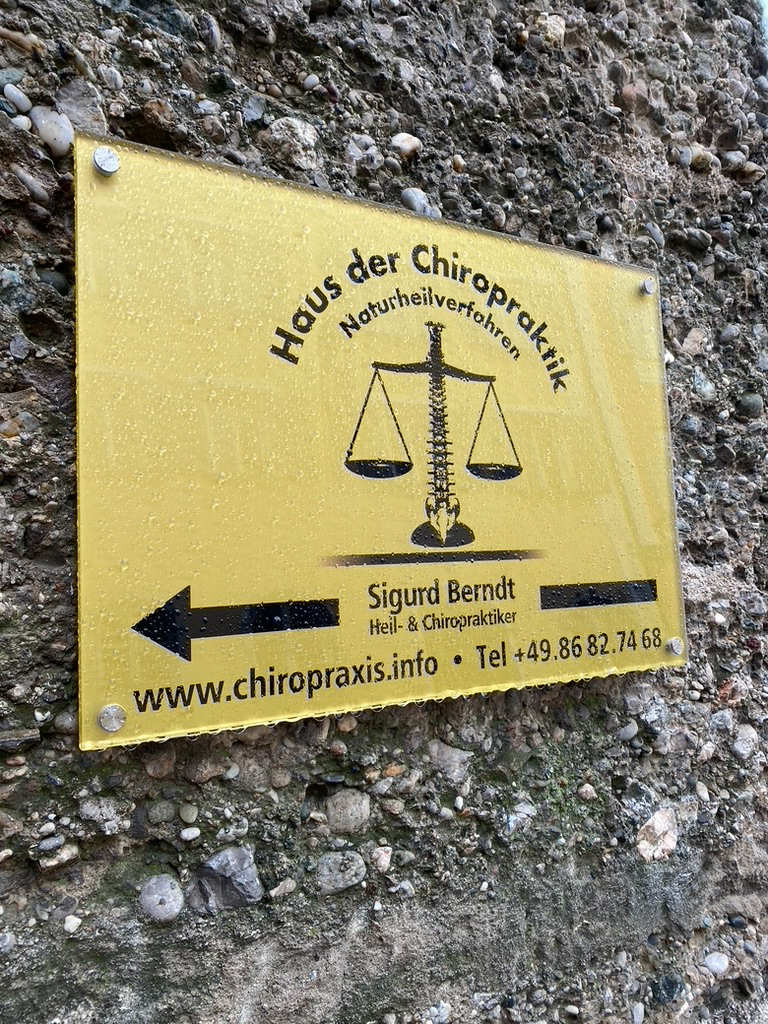 Haus der Chiropraktik
Naturheilverfahren
Sigurd Berndt
Heil- & Chiropraktiker
www.chiropraxis.info • Tel +49.86 82.74 68